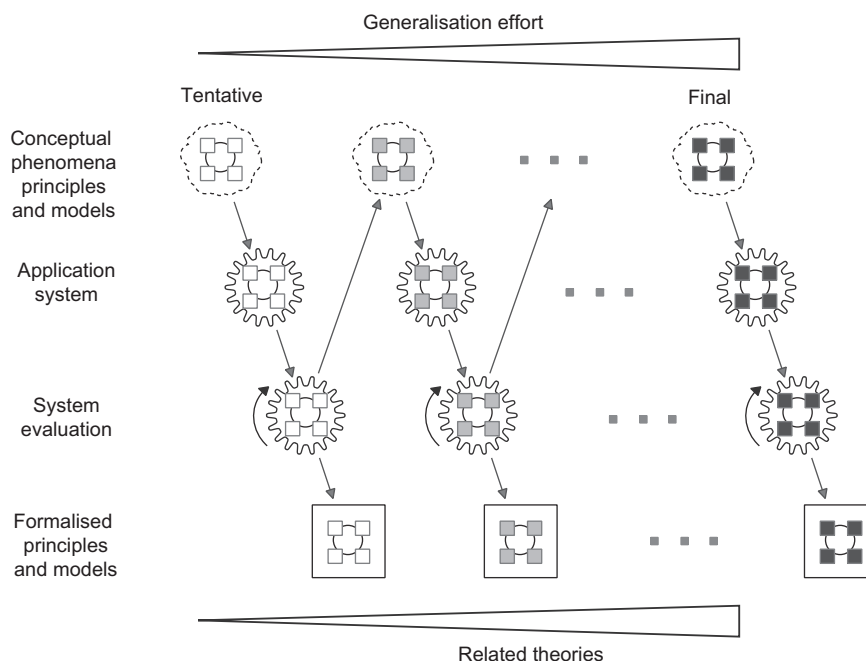 Generalisation effort
Tentative
Final
Conceptual
phenomena
principles
and models
Application
system
System
evaluation
Formalised
principles
and models
Related theories